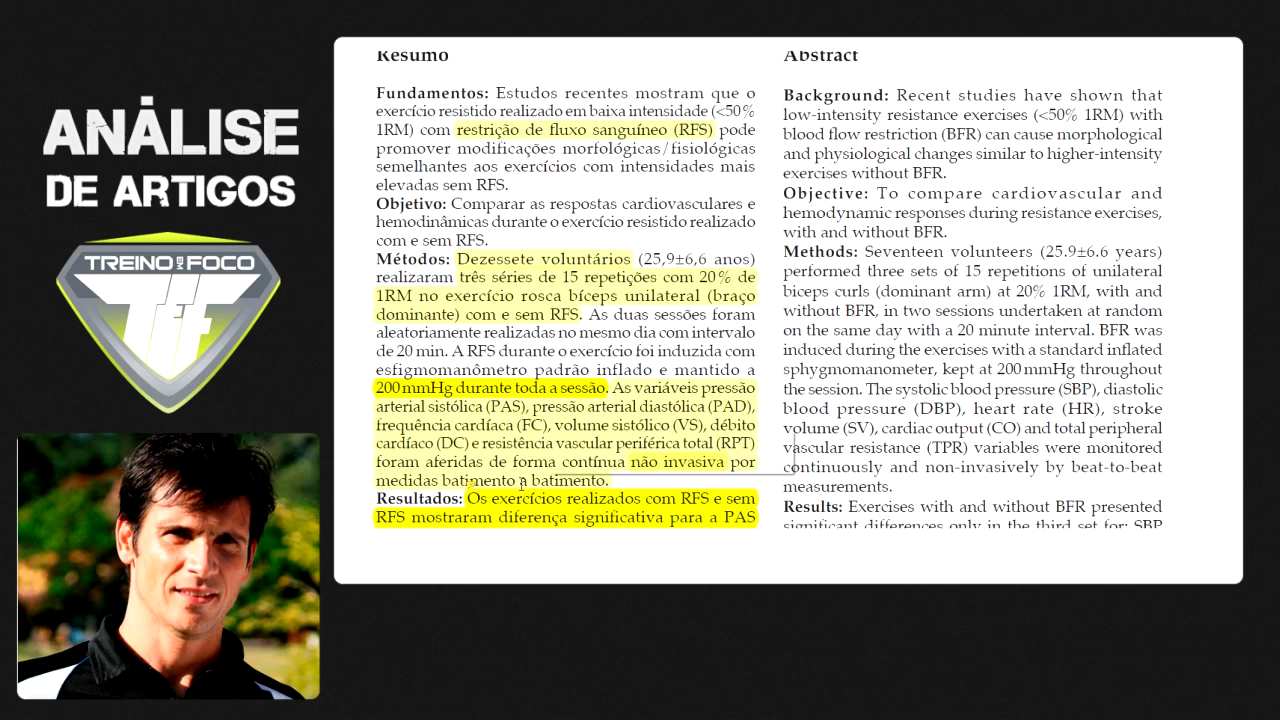 ANÁLISE
DE ARTIGOS
TREINO EM FOCO
TEF
Resumo
Fundamentos: Estudos recentes mostram que o
exercício resistido realizado em baixa intensidade (<50%
1RM) com restrição de fluxo sanguíneo (RFS) pode
promover modificações morfológicas/fisiológicas
semelhantes aos exercícios com intensidades mais
elevadas sem RFS.
Objetivo: Comparar as respostas cardiovasculares e
hemodinâmicas durante o exercício resistido realizado
com e sem RFS.
Métodos: Dezessete voluntários (25,9±6,6 anos)
realizaram três séries de 15 repetições com 20% de
1RM no exercício rosca bíceps unilateral (braço
dominante) com e sem RFS. As duas sessões foram
aleatoriamente realizadas no mesmo dia com intervalo
de 20 min. A RFS durante o exercício foi induzida com
esfigmomanômetro padrão inflado e mantido a
200mmHg durante toda a sessão. As variáveis pressão
arterial sistólica (PAS), pressão arterial diastólica (PAD),
frequência cardíaca (FC), volume sistólico (VS), débito
cardíaco (DC) e resistência vascular periférica total (RPT)
foram aferidas de forma contínua não invasiva por
medidas batimento a batimento.
Resultados: Os exercícios realizados com RFS e sem
RFS mostraram diferença significativa para a PAS
Abstract
Background: Recent studies have shown that
low-intensity resistance exercises (<50% 1RM) with
blood flow restriction (BFR) can cause morphological
and physiological changes similar to higher-intensity
exercises without BFR.
Objective: To compare cardiovascular and
hemodynamic responses during resistance exercises,
with and without BFR.
Methods: Seventeen volunteers (25.9±6.6 years)
performed three sets of 15 repetitions of unilateral
biceps curls (dominant arm) at 20% 1RM, with and
without BFR, in two sessions undertaken at random
on the same day with a 20 minute interval. BFR was
induced during the exercises with a standard inflated
sphygmomanometer, kept at 200mmHg throughout
the session. The systolic blood pressure (SBP), diastolic
blood pressure (DBP), heart rate (HR), stroke
volume (SV), cardiac output (CO) and total peripheral
vascular resistance (TPR) variables were monitored
continuously and non-invasively by beat-to-beat
measurements.
Results: Exercises with and without BFR presented
significant differences only in the third set for: SBP